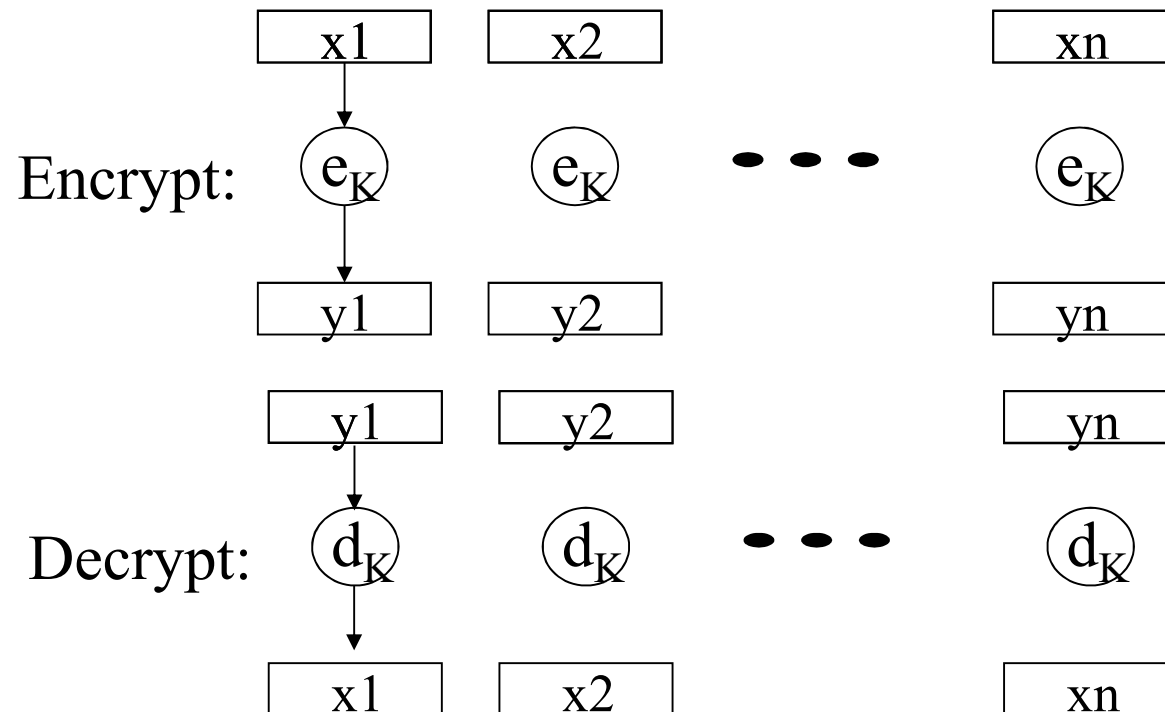 x1 x2 xn
Encrypt: eK eK eK
y1 y2 yn
y1 y2 yn
Decrypt: dK dK dK
x1 x2 xn